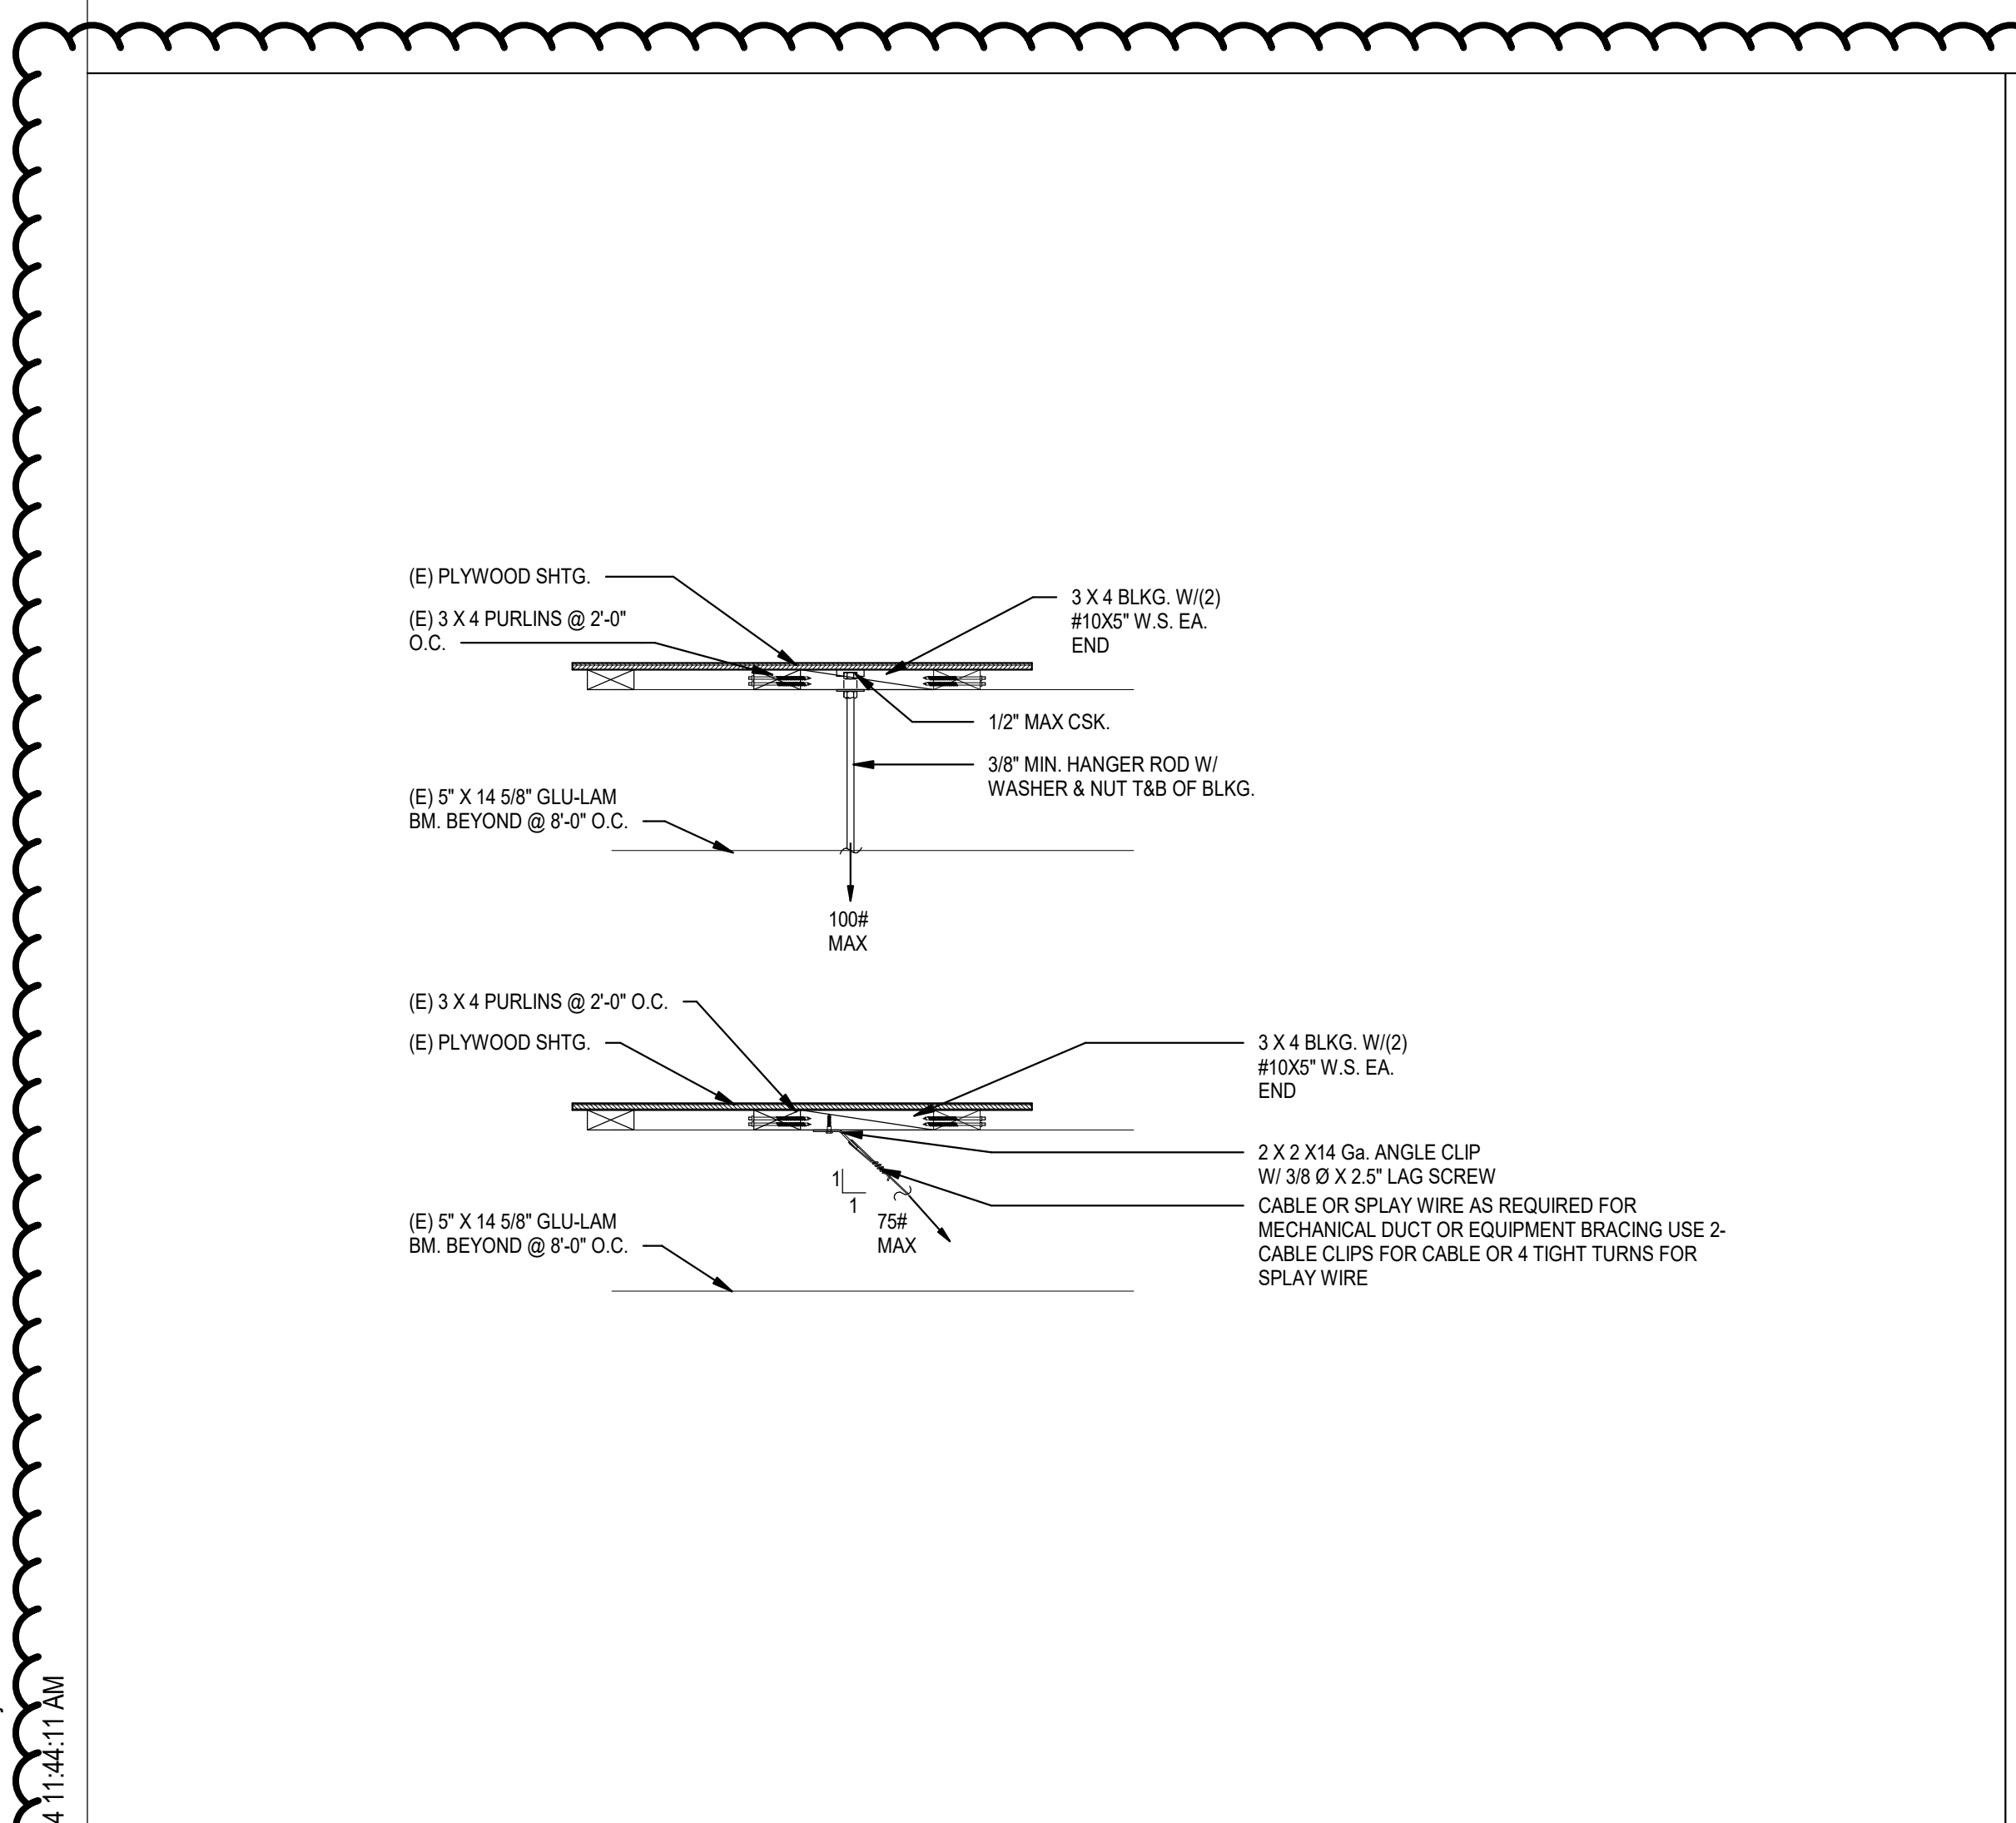 (E) PLYWOOD SHTG.
(E) 3 X 4 PURLINS @ 2'-0"
O.C.
3 X 4 BLKG. W/(2)
#10X5" W.S. EA.
END
1/2" MAX CSK.
3/8" MIN. HANGER ROD W/
WASHER & NUT T&B OF BLKG.
(E) 5" X 14 5/8" GLU-LAM
BM. BEYOND @ 8'-0" O.C.
100#
MAX
(E) 3 X 4 PURLINS @ 2'-0" O.C.
(E) PLYWOOD SHTG.
3 X 4 BLKG. W/(2)
#10X5" W.S. EA.
END
2 X 2 X14 Ga. ANGLE CLIP
W/ 3/8 Ø X 2.5" LAG SCREW
CABLE OR SPLAY WIRE AS REQUIRED FOR
MECHANICAL DUCT OR EQUIPMENT BRACING USE 2-
CABLE CLIPS FOR CABLE OR 4 TIGHT TURNS FOR
SPLAY WIRE
1
1
75#
MAX
(E) 5" X 14 5/8" GLU-LAM
BM. BEYOND @ 8'-0" O.C.
4 11:44:11 AM